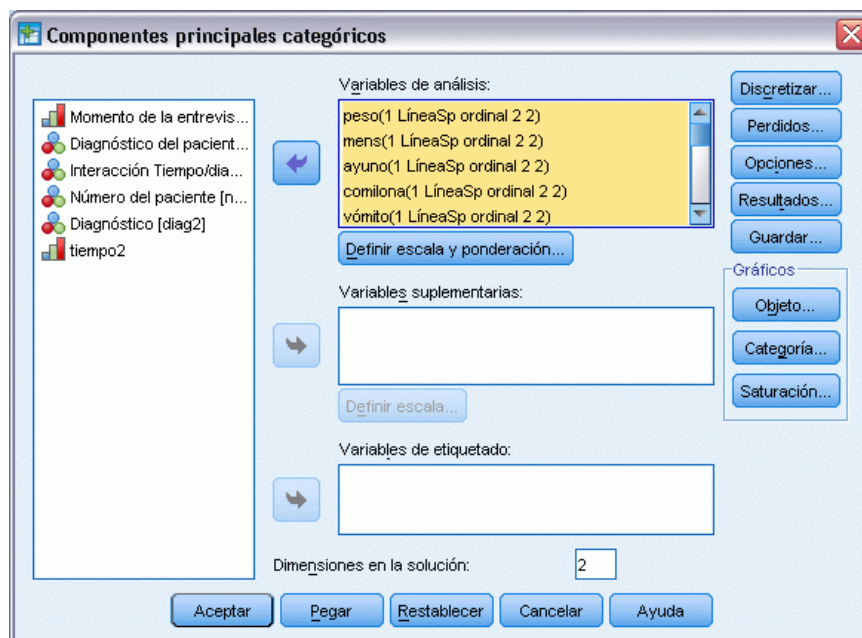 Componentes principales categóricos
Momento de la entrevis...
Diagnóstico del pacient...
Interacción Tiempo/dia...
Número del paciente [n...
Diagnóstico [diag2]
tiempo2
Variables de análisis:
peso(1 LíneaSp ordinal 2 2)
mens(1 LíneaSp ordinal 2 2)
ayuno(1 LíneaSp ordinal 2 2)
comilona(1 LíneaSp ordinal 2 2)
vómito(1 LíneaSp ordinal 2 2)
Definir escala y ponderación...
Variables suplementarias:
Definir escala...
Variables de etiquetado:
Dimensiones en la solución:
2
Discretizar...
Perdidos...
Opciones...
Resultados...
Guardar...
Gráficos
Objeto...
Categoría...
Saturación...
Aceptar
Pegar
Restablecer
Cancelar
Ayuda